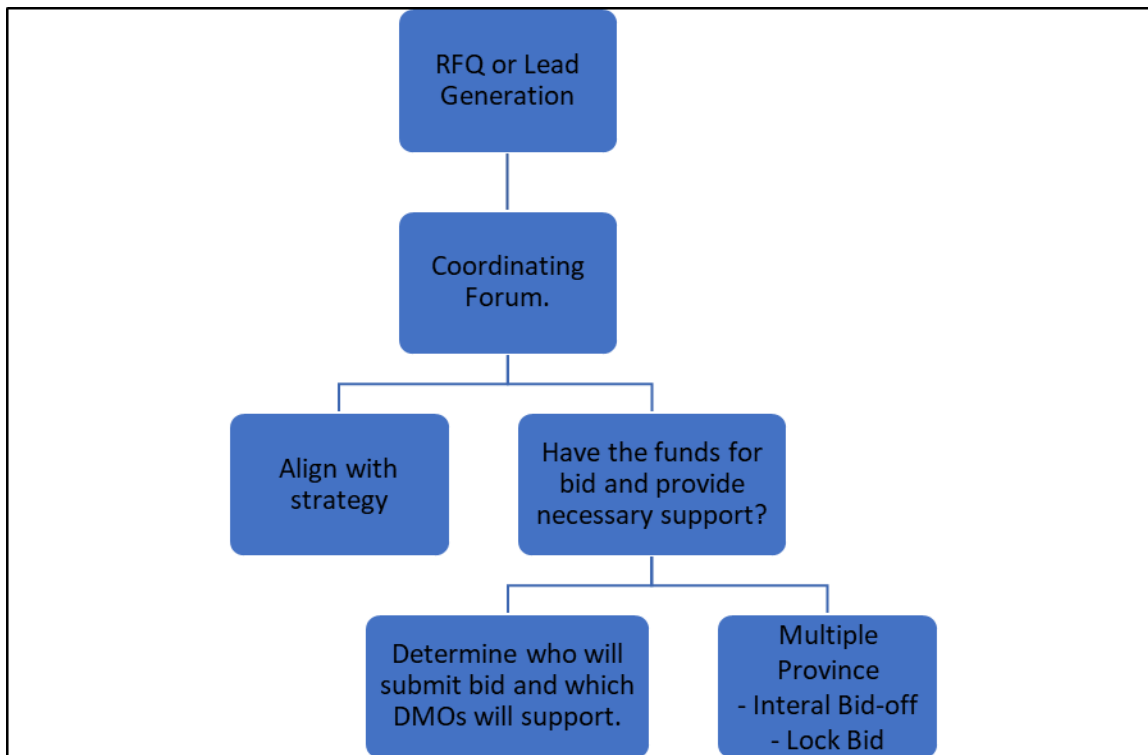 RFQ or Lead
Generation
Coordinating
Forum.
Align with
strategy
Have the funds for
bid and provide
necessary support?
Determine who will
submit bid and which
DMOs will support.
Multiple
Province
- Interal Bid-off
- Lock Bid